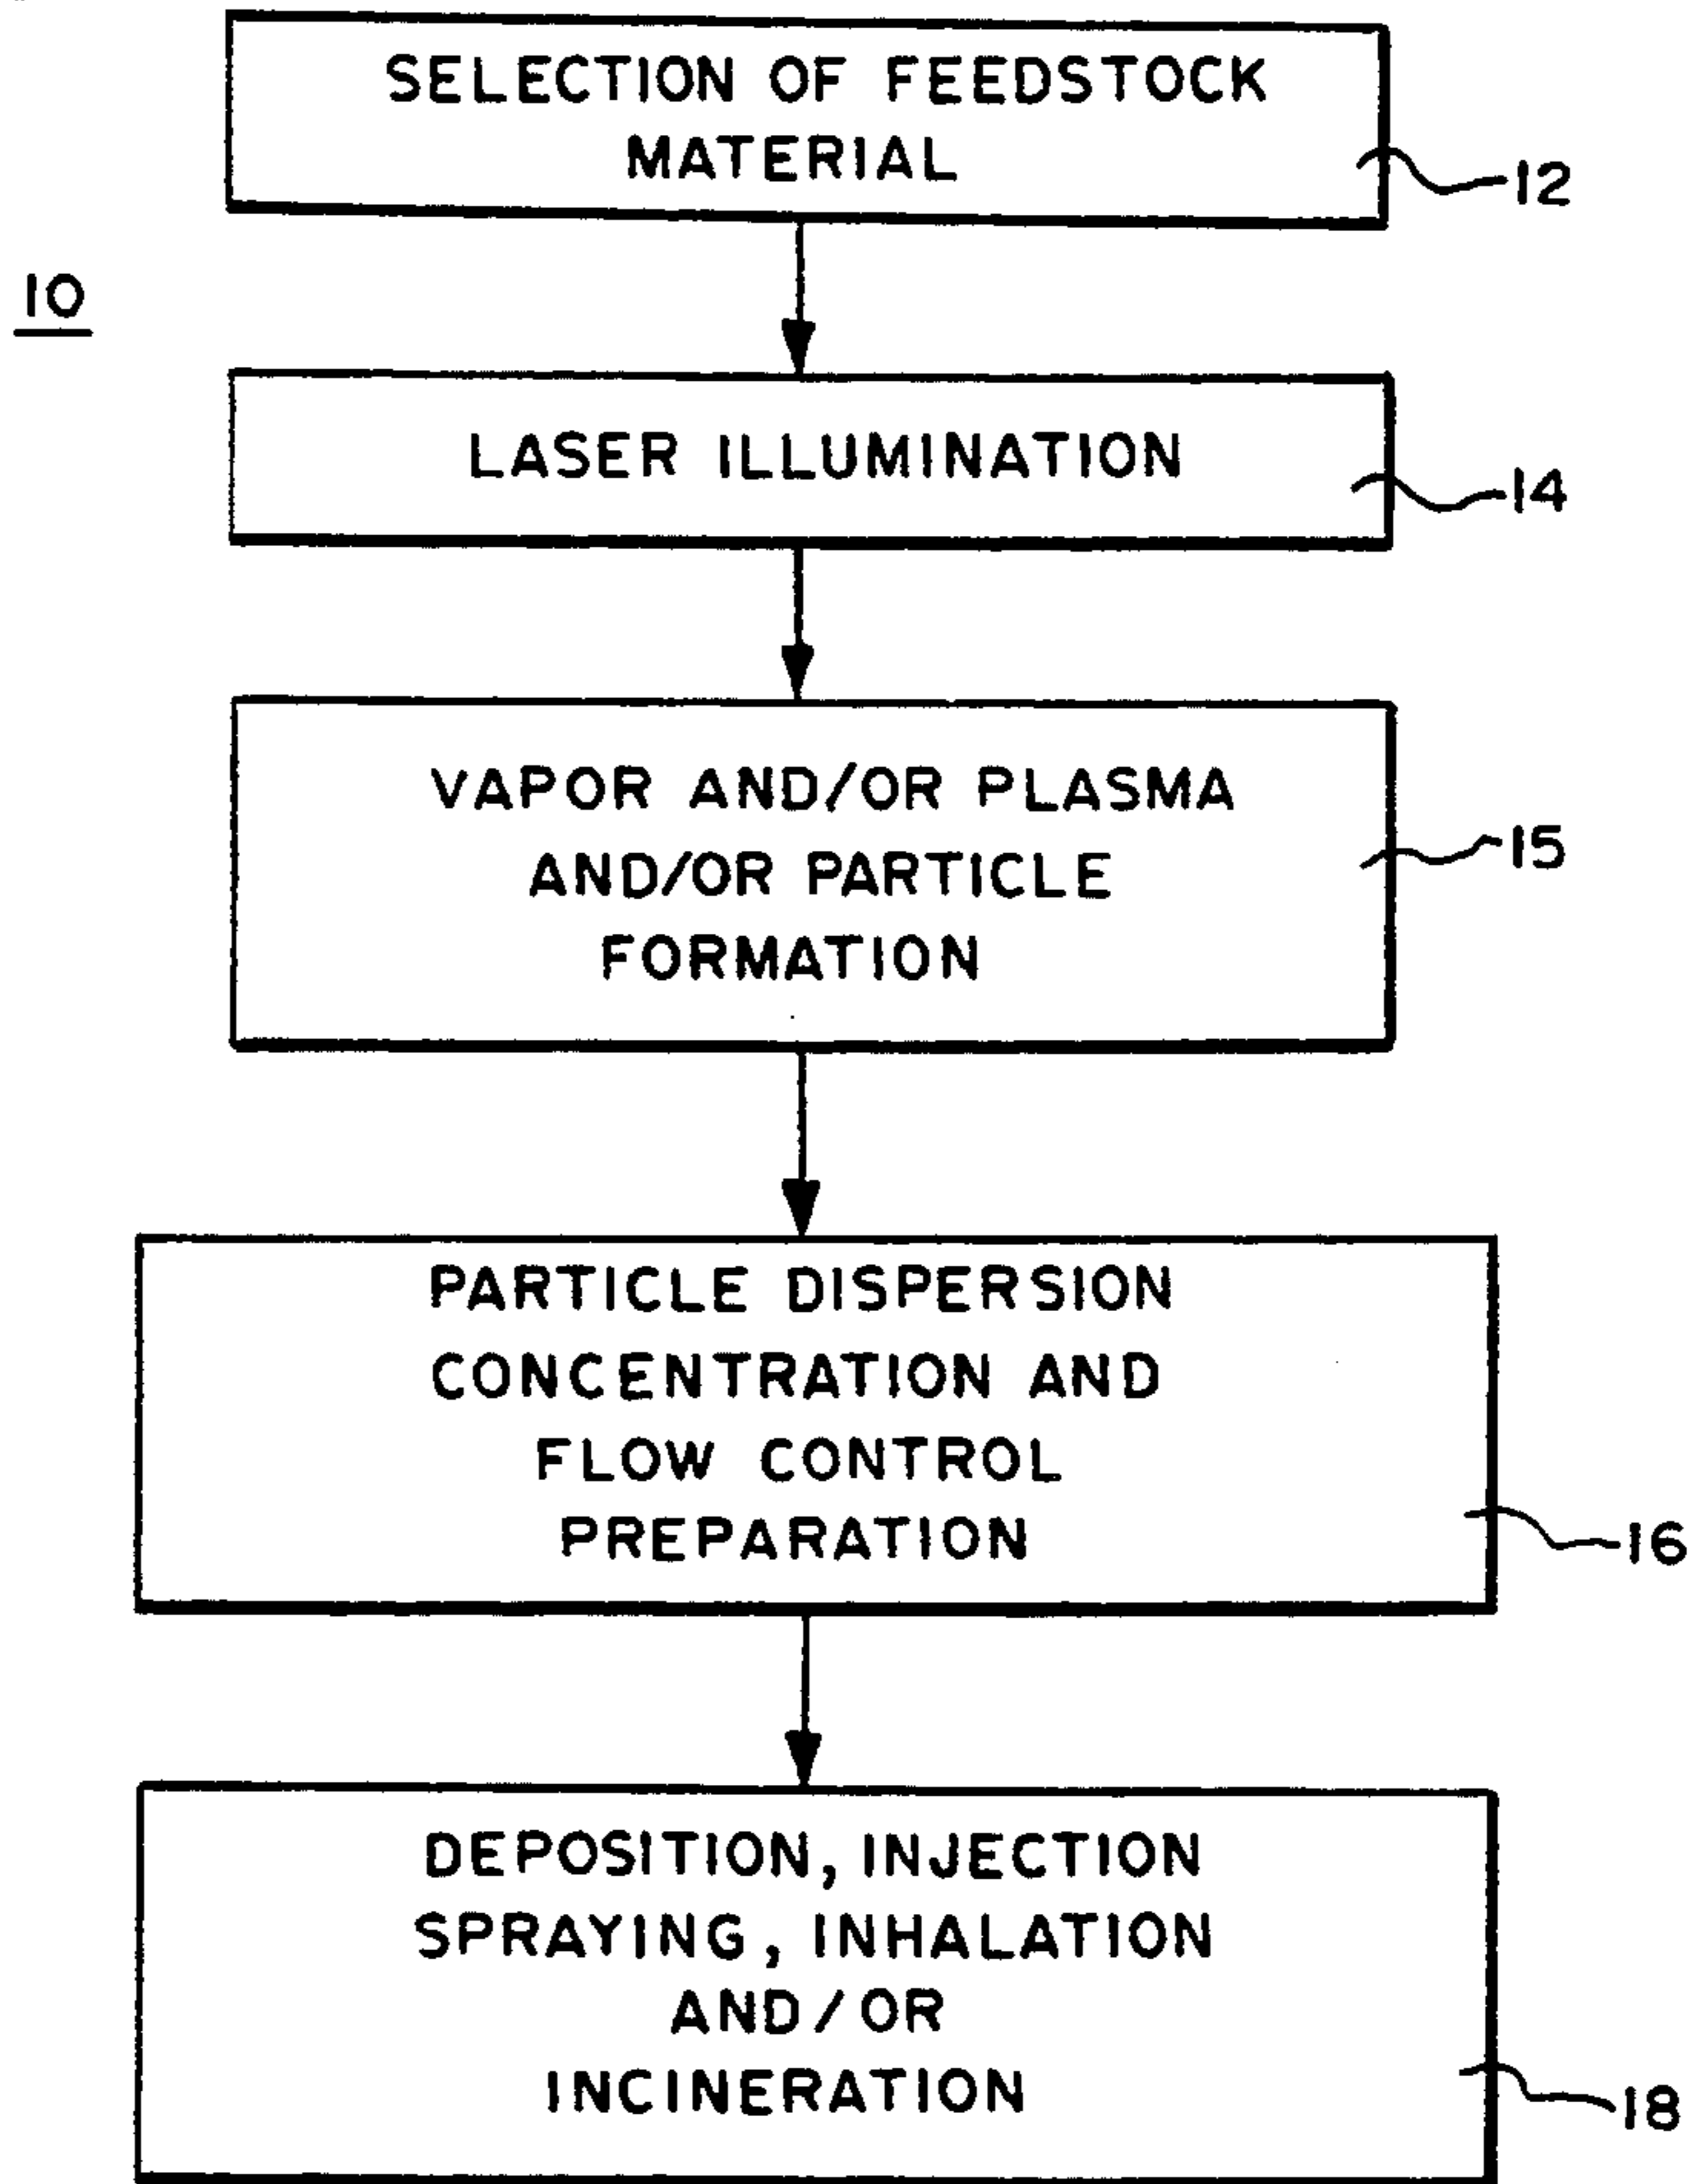 SELECTION OF FEEDSTOCK
MATERIAL
12
10
LASER ILLUMINATION
14
VAPOR AND/OR PLASMA
AND/OR PARTICLE
FORMATION
15
PARTICLE DISPERSION
CONCENTRATION AND
FLOW CONTROL
PREPARATION
16
DEPOSITION, INJECTION
SPRAYING, INHALATION
AND/OR
INCINERATION
18